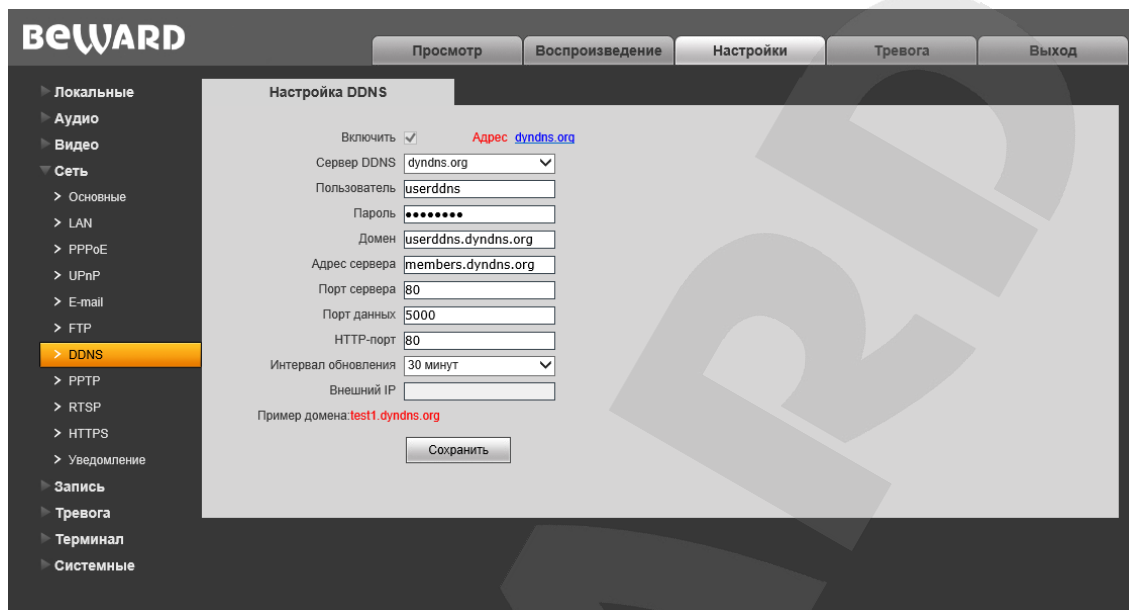 BEWARD
Просмотр Воспроизведение Настройки Тревога Выход
Локальные
Аудио
Видео
Сеть
> Основные
> LAN
> PPPoE
> UPnP
> E-mail
> FTP
> DDNS
> PPTP
> RTSP
> HTTPS
> Уведомление
Запись
Тревога
Терминал
Системные
Настройка DDNS
Включить Адрес dyndns.org
Сервер DDNS dyndns.org
Пользователь userddns
Пароль ••••••••
Домен userddns.dyndns.org
Адрес сервера members.dyndns.org
Порт сервера 80
Порт данных 5000
HTTP-порт 80
Интервал обновления 30 минут
Внешний IP
Пример домена:test1.dyndns.org
Сохранить